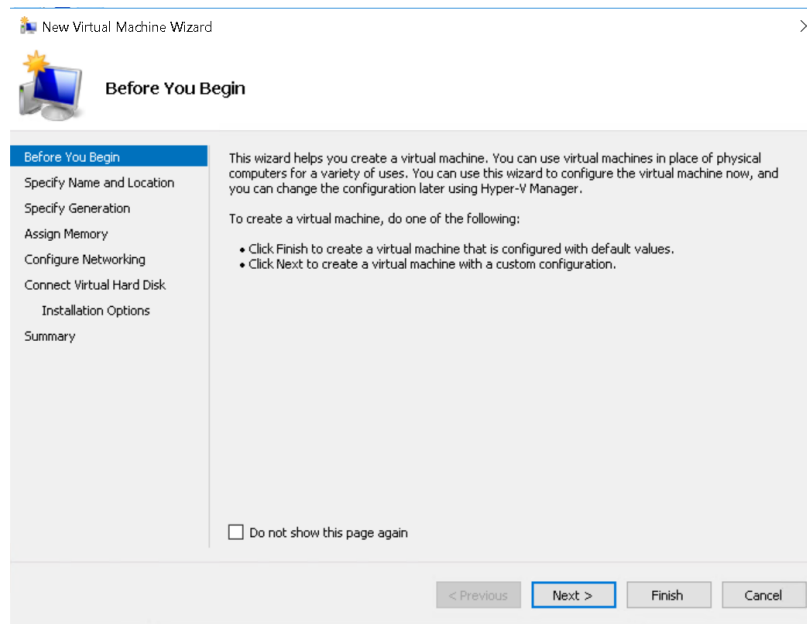 New Virtual Machine Wizard
Before You Begin
Before You Begin
Specify Name and Location
Specify Generation
Assign Memory
Configure Networking
Connect Virtual Hard Disk
Installation Options
Summary
This wizard helps you create a virtual machine. You can use virtual machines in place of physical
computers for a variety of uses. You can use this wizard to configure the virtual machine now, and
you can change the configuration later using Hyper-V Manager.
To create a virtual machine, do one of the following:
• Click Finish to create a virtual machine that is configured with default values.
• Click Next to create a virtual machine with a custom configuration.
Do not show this page again
< Previous
Next >
Finish
Cancel